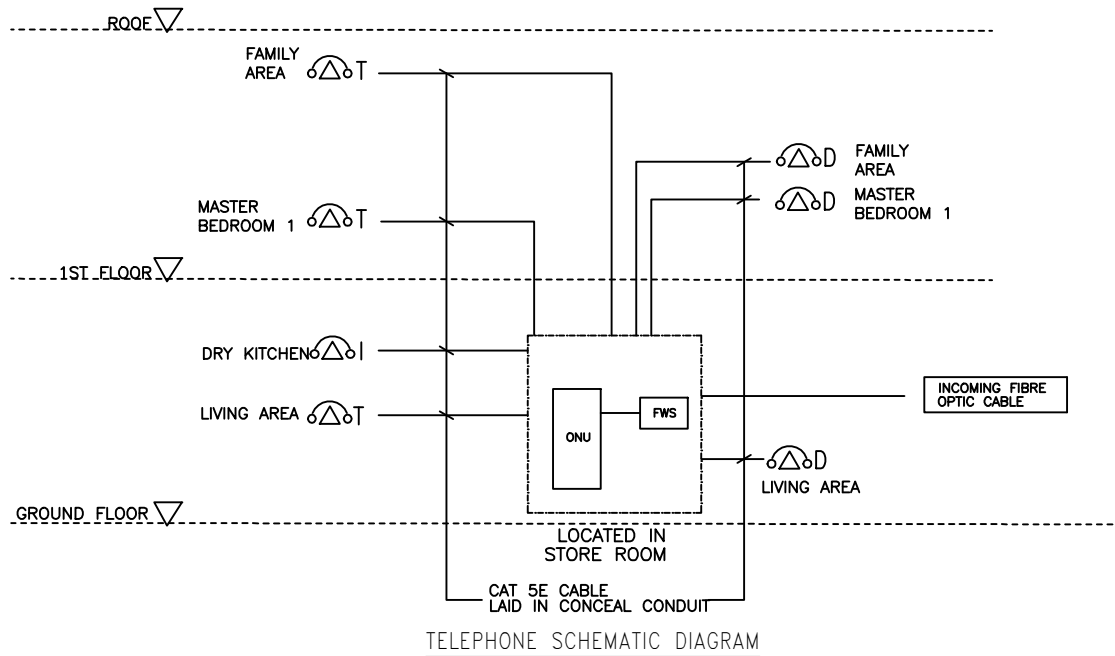 ROOF
FAMILY
AREA
T
D
FAMILY
AREA
MASTER
BEDROOM 1
T
D
MASTER
BEDROOM 1
1ST FLOOR
DRY KITCHEN
I
LIVING AREA
T
ONU
FWS
INCOMING FIBRE
OPTIC CABLE
D
LIVING AREA
GROUND FLOOR
LOCATED IN
STORE ROOM
CAT 5E CABLE
LAID IN CONCEAL CONDUIT
TELEPHONE SCHEMATIC DIAGRAM